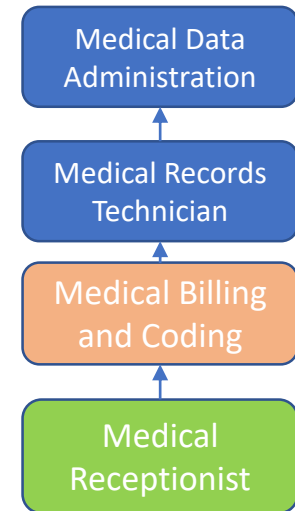 Medical Data
Administration
Medical Records
Technician
Medical Billing
and Coding
Medical
Receptionist